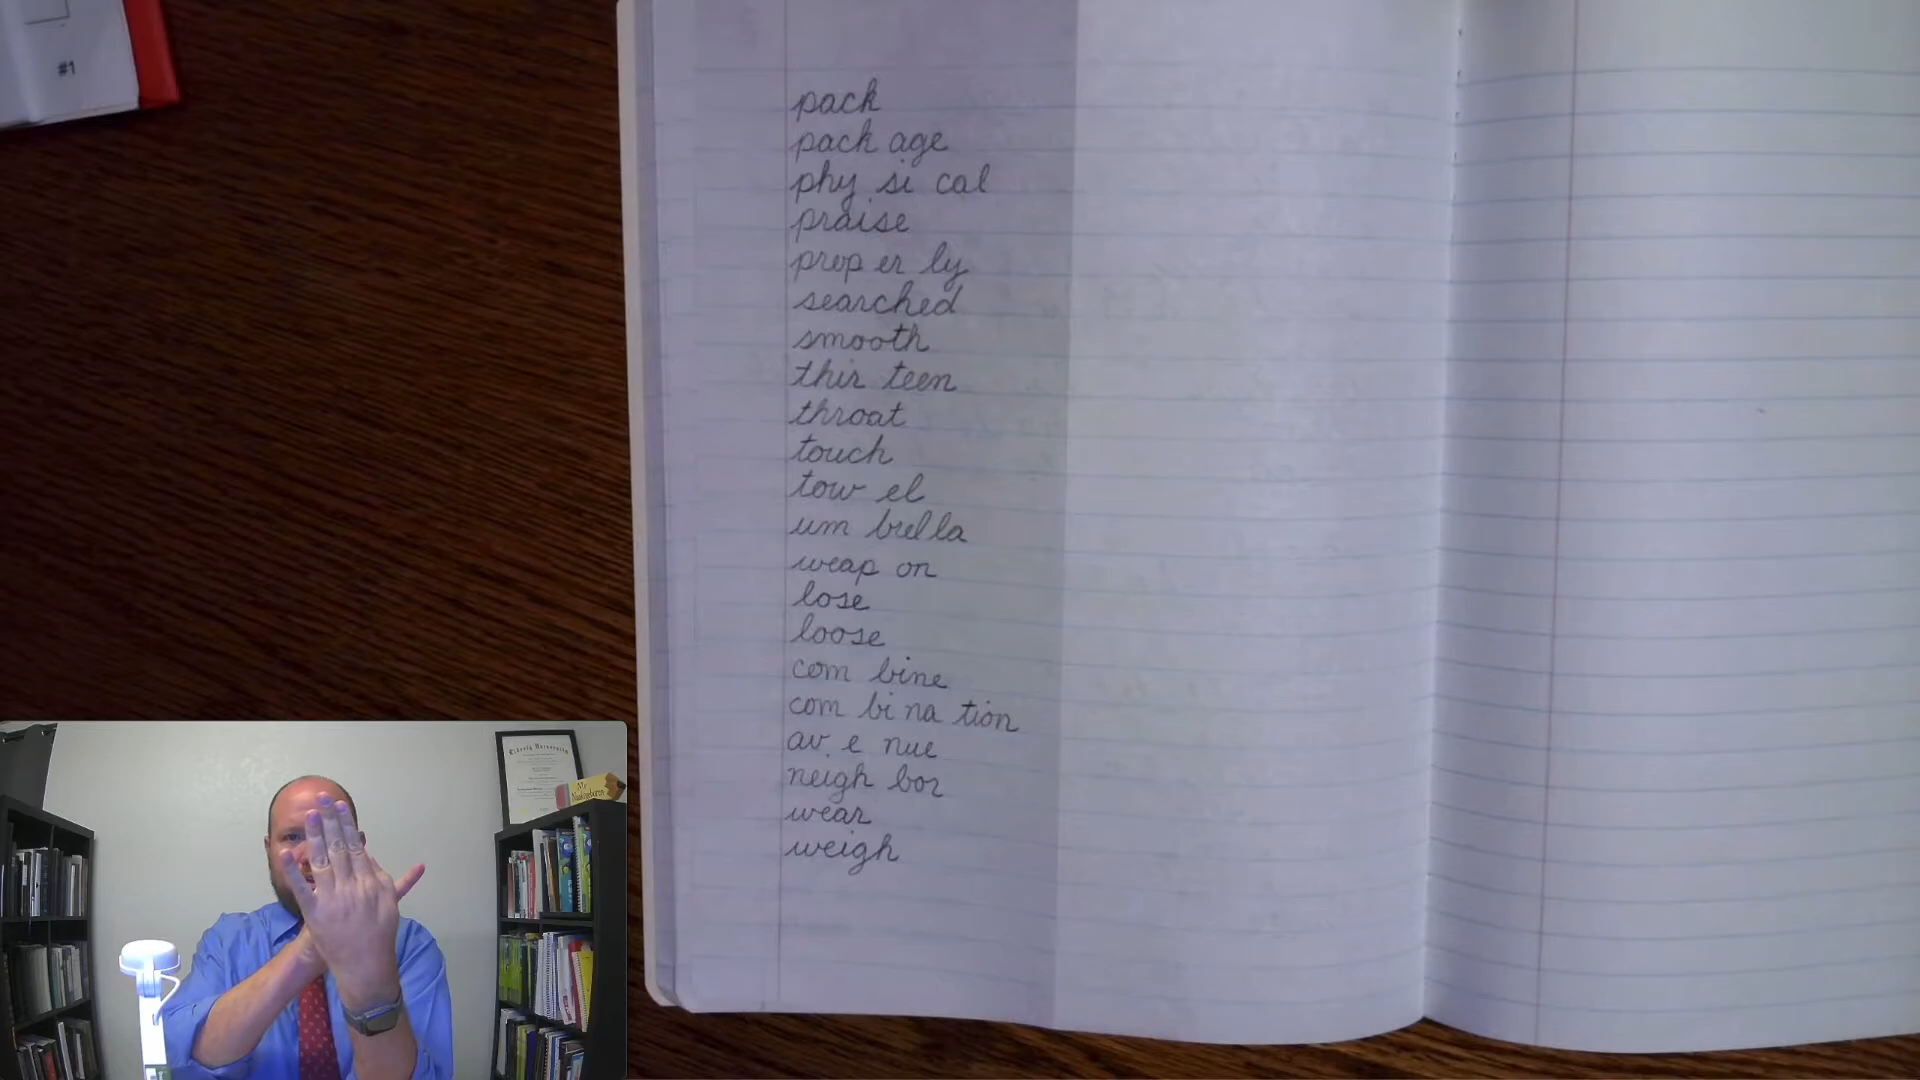 #1
pack
pack age
phy si cal
praise
prop er ly
searched
smooth
thir teen
throat
touch
tow el
um brel la
weap on
lose
loose
com bine
com bi na tion
av e nue
neigh bor
wear
weigh
University
Mr.